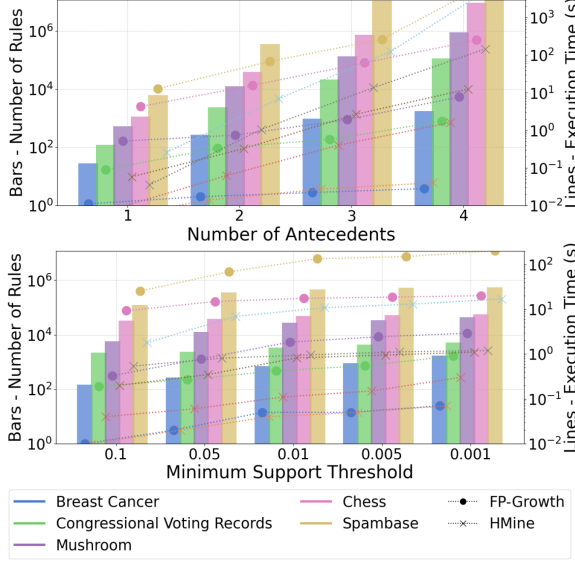 Bars - Number of Rules
10^6
10^4
10^2
10^0
10^3
10^2
10^1
10^0
10^-1
10^-2
Lines - Execution Time (s)
1 2 3 4
Number of Antecedents
Bars - Number of Rules
10^6
10^4
10^2
10^0
10^2
10^1
10^0
10^-1
10^-2
Lines - Execution Time (s)
0.1 0.05 0.01 0.005 0.001
Minimum Support Threshold
Breast Cancer Chess FP-Growth
Congressional Voting Records Spambase HMine
Mushroom